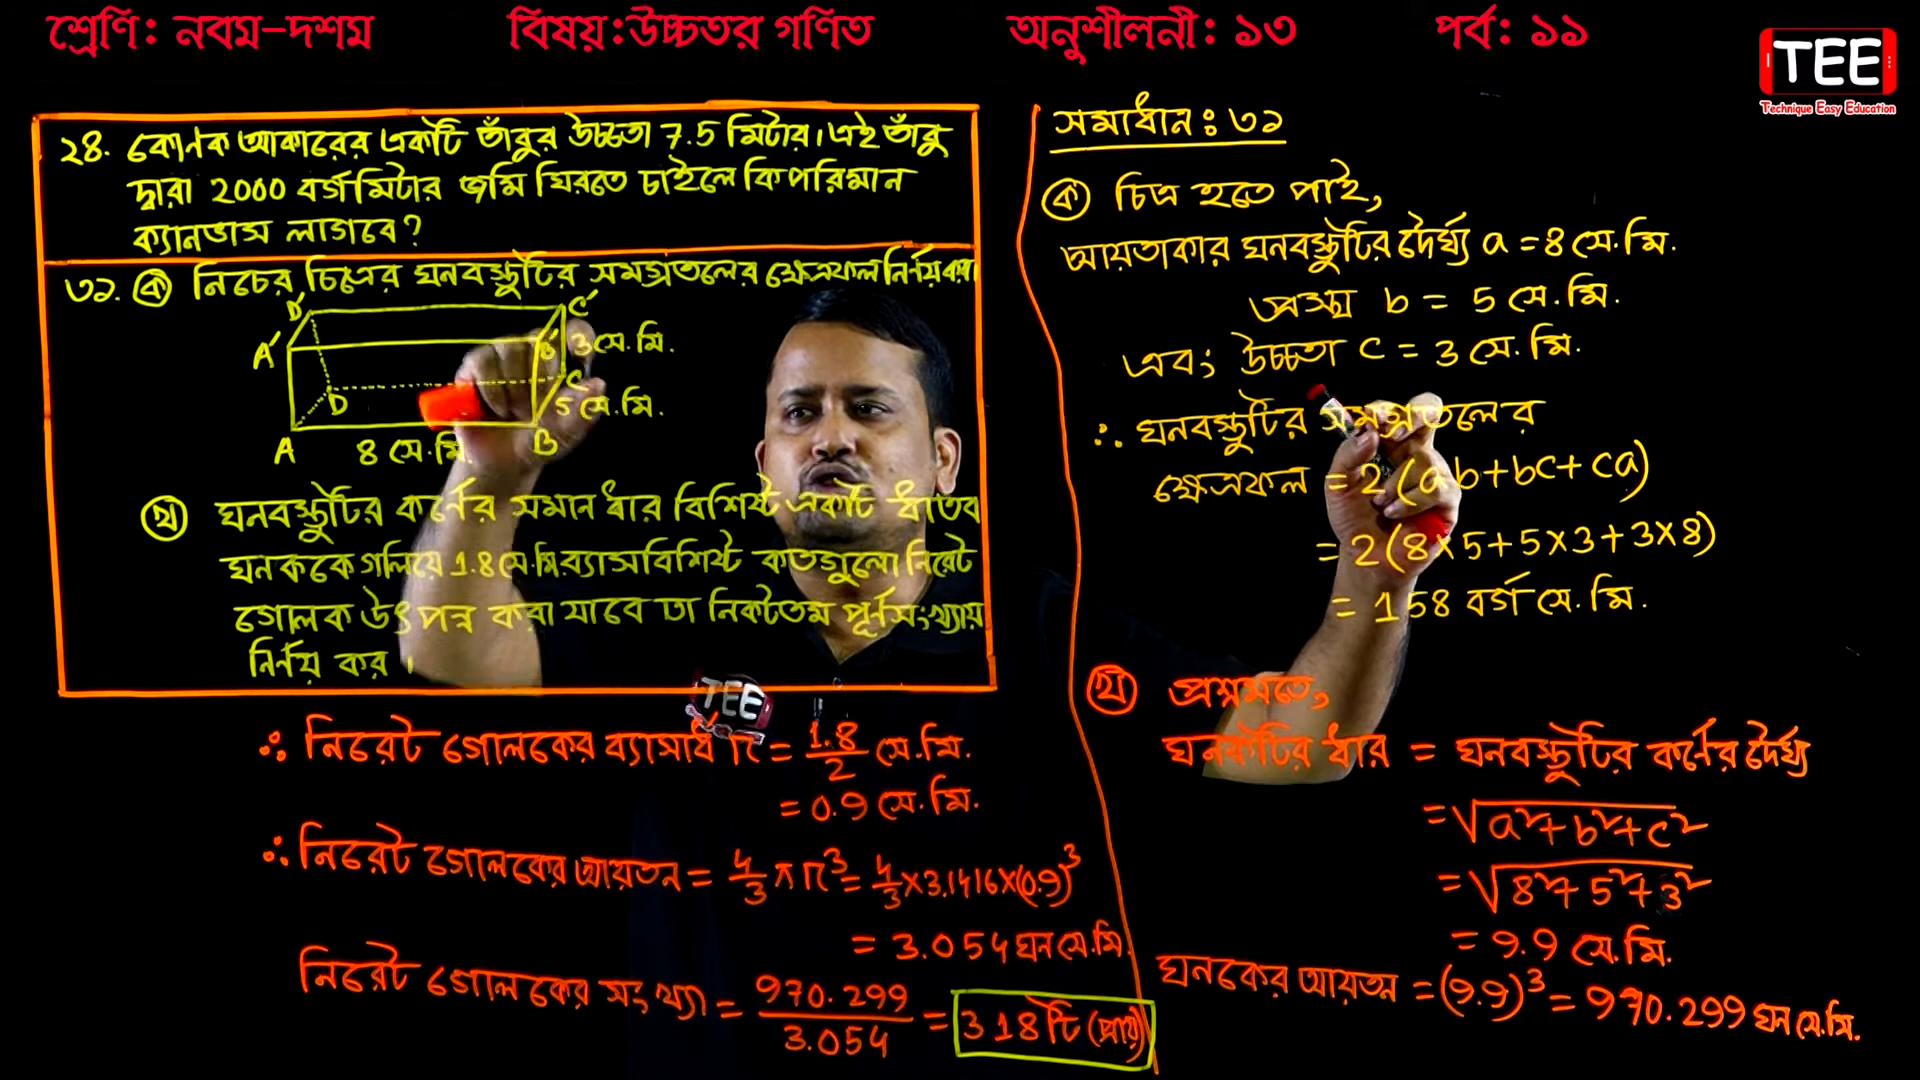 শ্রেণি: নবম-দশম বিষয়:উচ্চতর গণিত অনুশীলনী: ১৩ পর্ব: ১১
TEE
Technique Easy Education
২৪. কোণক আকারের একটি তাঁবুর উচ্চতা 7.5 মিটার। এই তাঁবু
দ্বারা 2000 বর্গমিটার জমি ঘিরতে চাইলে কি পরিমান
ক্যানভাস লাগবে?
৩১. ক নিচের চিত্রের ঘনবস্তুটির সমগ্রতলের ক্ষেত্রফল নির্ণয় কর।
D′ C′
A′ B′ 3 সে.মি.
D C
5 সে.মি.
A 8 সে.মি. B
খ ঘনবস্তুটির কর্ণের সমান ধার বিশিষ্ট একটি ধাতব
ঘনককে গলিয়ে 1.8 সে.মি. ব্যাসবিশিষ্ট কতগুলো নিরেট
গোলক উৎপন্ন করা যাবে তা নিকটতম পূর্ণসংখ্যায়
নির্ণয় কর।
TEE
∴ নিরেট গোলকের ব্যাসার্ধ r = 1.8/2 সে.মি.
= 0.9 সে.মি.
∴ নিরেট গোলকের আয়তন = 4/3 πr³ = 4/3 × 3.1416 × (0.9)³
= 3.054 ঘন সে.মি.
নিরেট গোলকের সংখ্যা = 970.299/3.054 = 318 টি (প্রায়)
সমাধান: ৩১
ক চিত্র হতে পাই,
আয়তাকার ঘনবস্তুটির দৈর্ঘ্য a = 8 সে.মি.
প্রস্থ b = 5 সে.মি.
এবং উচ্চতা c = 3 সে.মি.
∴ ঘনবস্তুটির সমগ্রতলের
ক্ষেত্রফল = 2(ab+bc+ca)
= 2(8×5+5×3+3×8)
= 158 বর্গ সে.মি.
খ প্রশ্নমতে,
ঘনকটির ধার = ঘনবস্তুটির কর্ণের দৈর্ঘ্য
= √(a²+b²+c²)
= √(8²+5²+3²)
= 9.9 সে.মি.
ঘনকের আয়তন = (9.9)³ = 970.299 ঘন সে.মি.